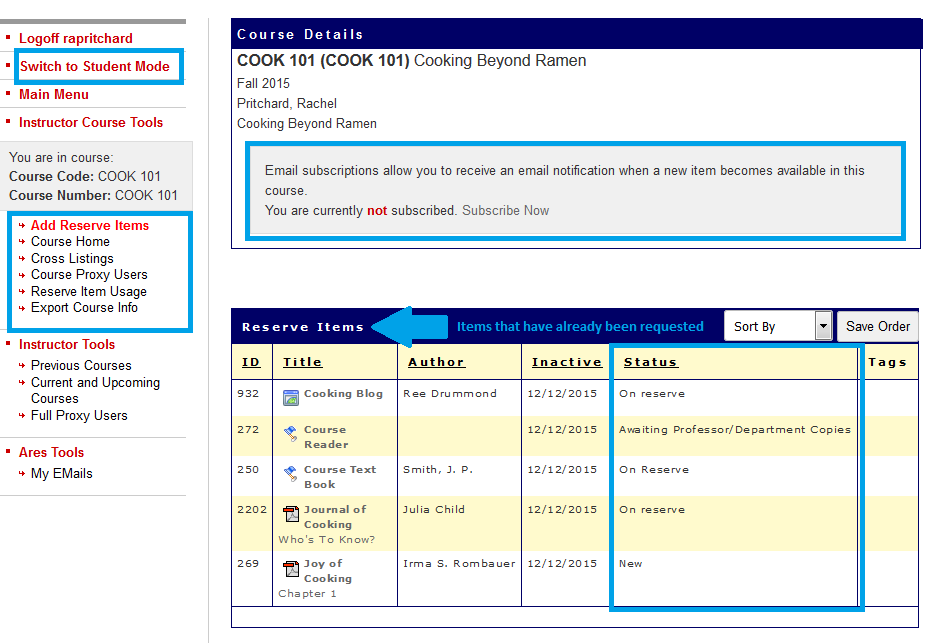 Logoff rapritchard
Switch to Student Mode
Main Menu
Instructor Course Tools
You are in course:
Course Code: COOK 101
Course Number: COOK 101
Add Reserve Items
Course Home
Cross Listings
Course Proxy Users
Reserve Item Usage
Export Course Info
Instructor Tools
Previous Courses
Current and Upcoming
Courses
Full Proxy Users
Ares Tools
My EMails
Course Details
COOK 101 (COOK 101) Cooking Beyond Ramen
Fall 2015
Pritchard, Rachel
Cooking Beyond Ramen
Email subscriptions allow you to receive an email notification when a new item becomes available in this
course.
You are currently not subscribed. Subscribe Now
Reserve Items Items that have already been requested Sort By Save Order
ID Title Author Inactive Status Tags
932 Cooking Blog Ree Drummond 12/12/2015 On reserve
272 Course 12/12/2015 Awaiting Professor/Department Copies
Reader
250 Course Text Smith, J. P. 12/12/2015 On Reserve
Book
2202 Journal of Julia Child 12/12/2015 On reserve
Cooking
Who's To Know?
269 Joy of Irma S. Rombauer 12/12/2015 New
Cooking
Chapter 1